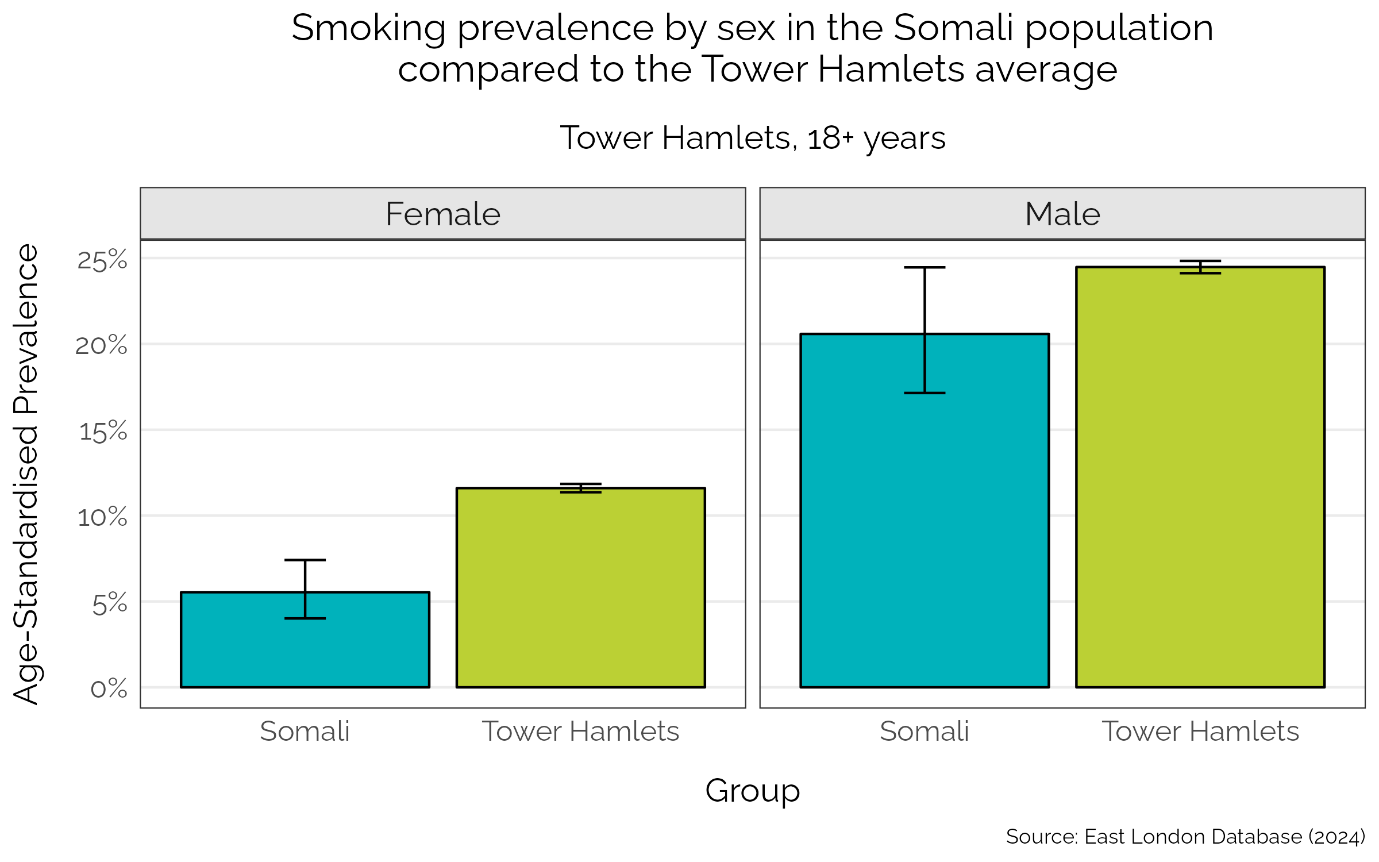 Smoking prevalence by sex in the Somali population
compared to the Tower Hamlets average
Tower Hamlets, 18+ years
Female
Male
Age-Standardised Prevalence
25%
20%
15%
10%
5%
0%
Somali
Tower Hamlets
Somali
Tower Hamlets
Group
Source: East London Database (2024)